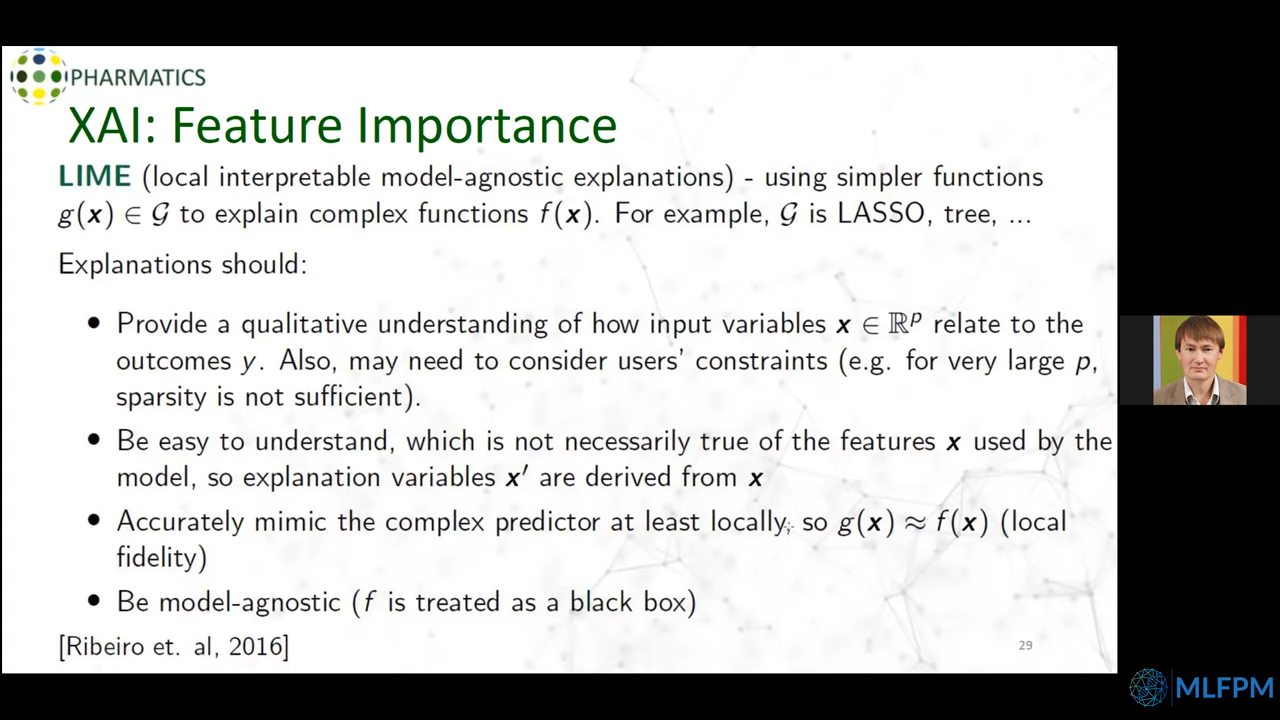 PHARMATICS
XAI: Feature Importance
LIME (local interpretable model-agnostic explanations) - using simpler functions
g(x) ∈ 𝒢 to explain complex functions f(x). For example, 𝒢 is LASSO, tree, ...
Explanations should:
• Provide a qualitative understanding of how input variables x ∈ ℝᵖ relate to the
outcomes y. Also, may need to consider users' constraints (e.g. for very large p,
sparsity is not sufficient).
• Be easy to understand, which is not necessarily true of the features x used by the
model, so explanation variables x′ are derived from x
• Accurately mimic the complex predictor at least locally, so g(x) ≈ f(x) (local
fidelity)
• Be model-agnostic (f is treated as a black box)
[Ribeiro et. al, 2016]
29
MLFPM